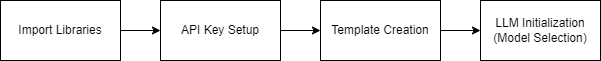 Import Libraries
API Key Setup
Template Creation
LLM Initialization
(Model Selection)